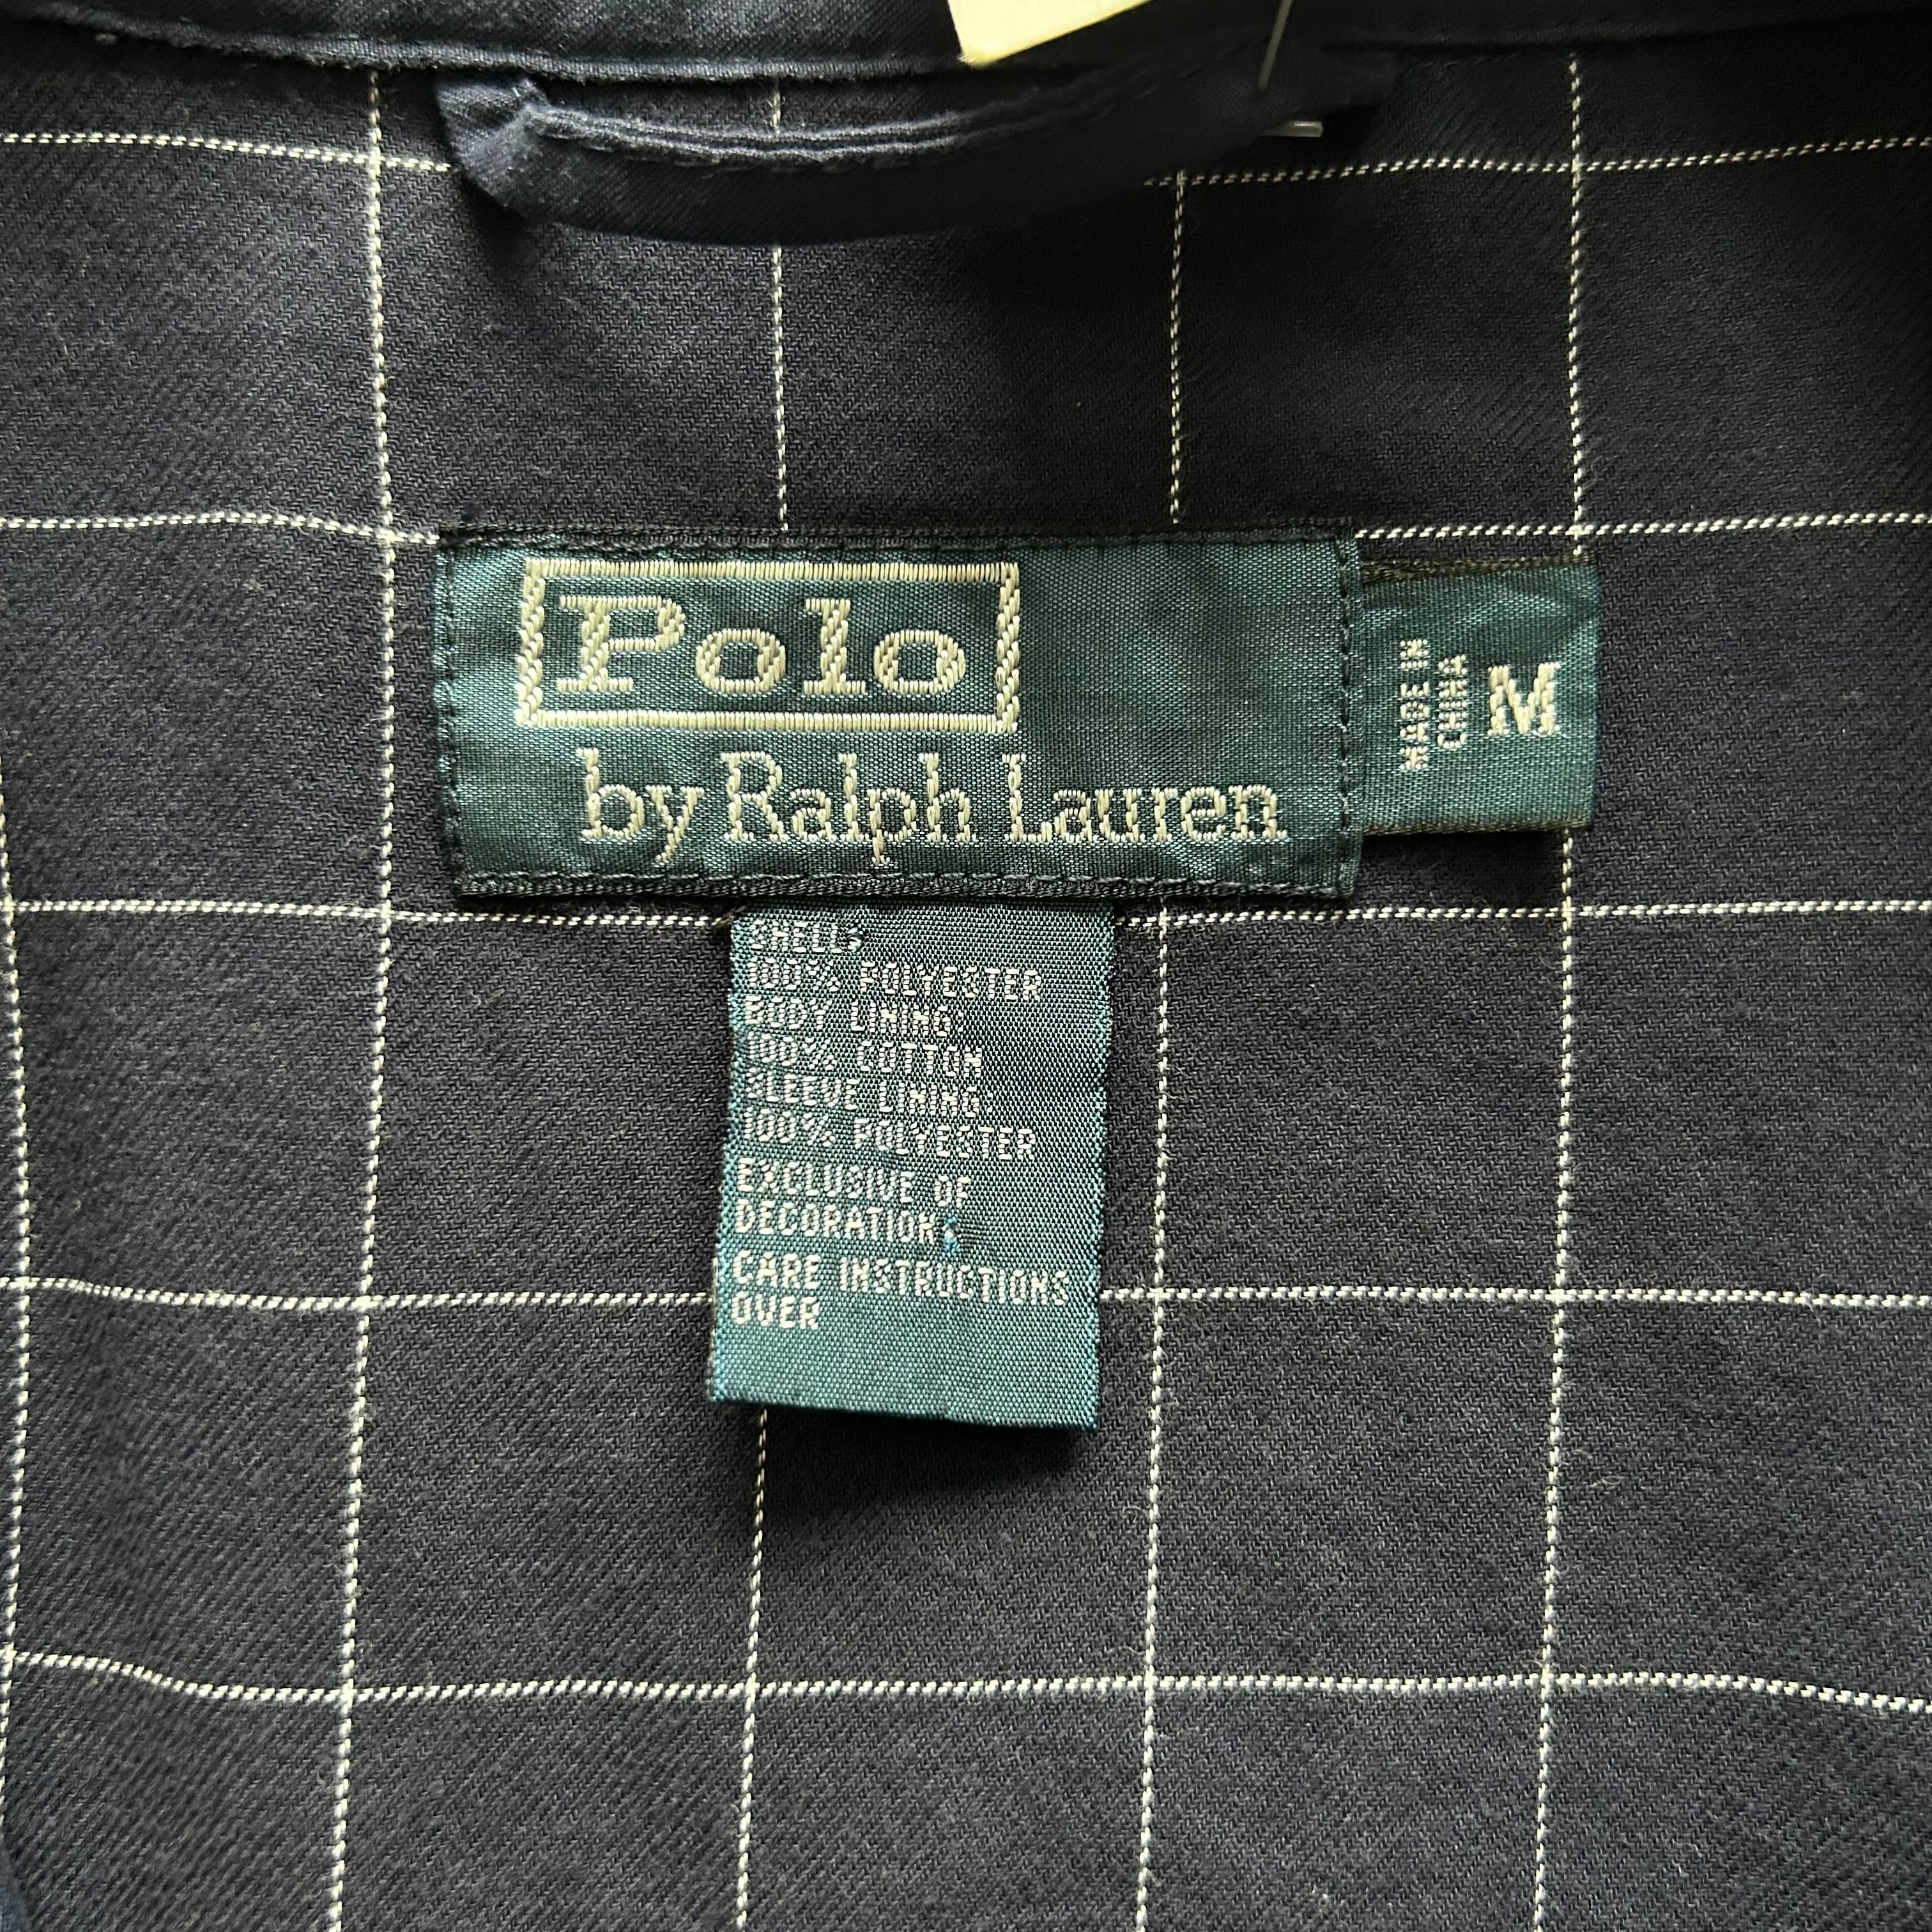 Polo
by Ralph Lauren
MADE IN
CHINA
M
SHELL:
100% POLYESTER
BODY LINING:
100% COTTON
SLEEVE LINING:
100% POLYESTER
EXCLUSIVE OF
DECORATION
CARE INSTRUCTIONS
OVER